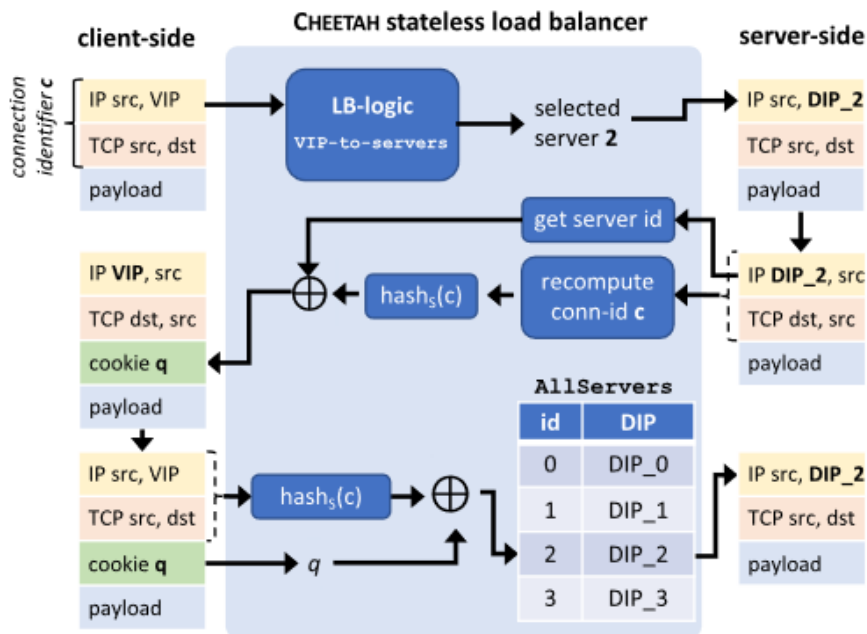 CHEETAH stateless load balancer
client-side
server-side
connection
identifier c
IP src, VIP
TCP src, dst
payload
LB-logic
VIP-to-servers
selected
server 2
IP src, DIP_2
TCP src, dst
payload
get server id
IP VIP, src
TCP dst, src
cookie q
payload
hashS(c)
recompute
conn-id c
IP DIP_2, src
TCP dst, src
payload
AllServers
id DIP
0 DIP_0
1 DIP_1
2 DIP_2
3 DIP_3
IP src, VIP
TCP src, dst
cookie q
payload
hashS(c)
q
IP src, DIP_2
TCP src, dst
payload